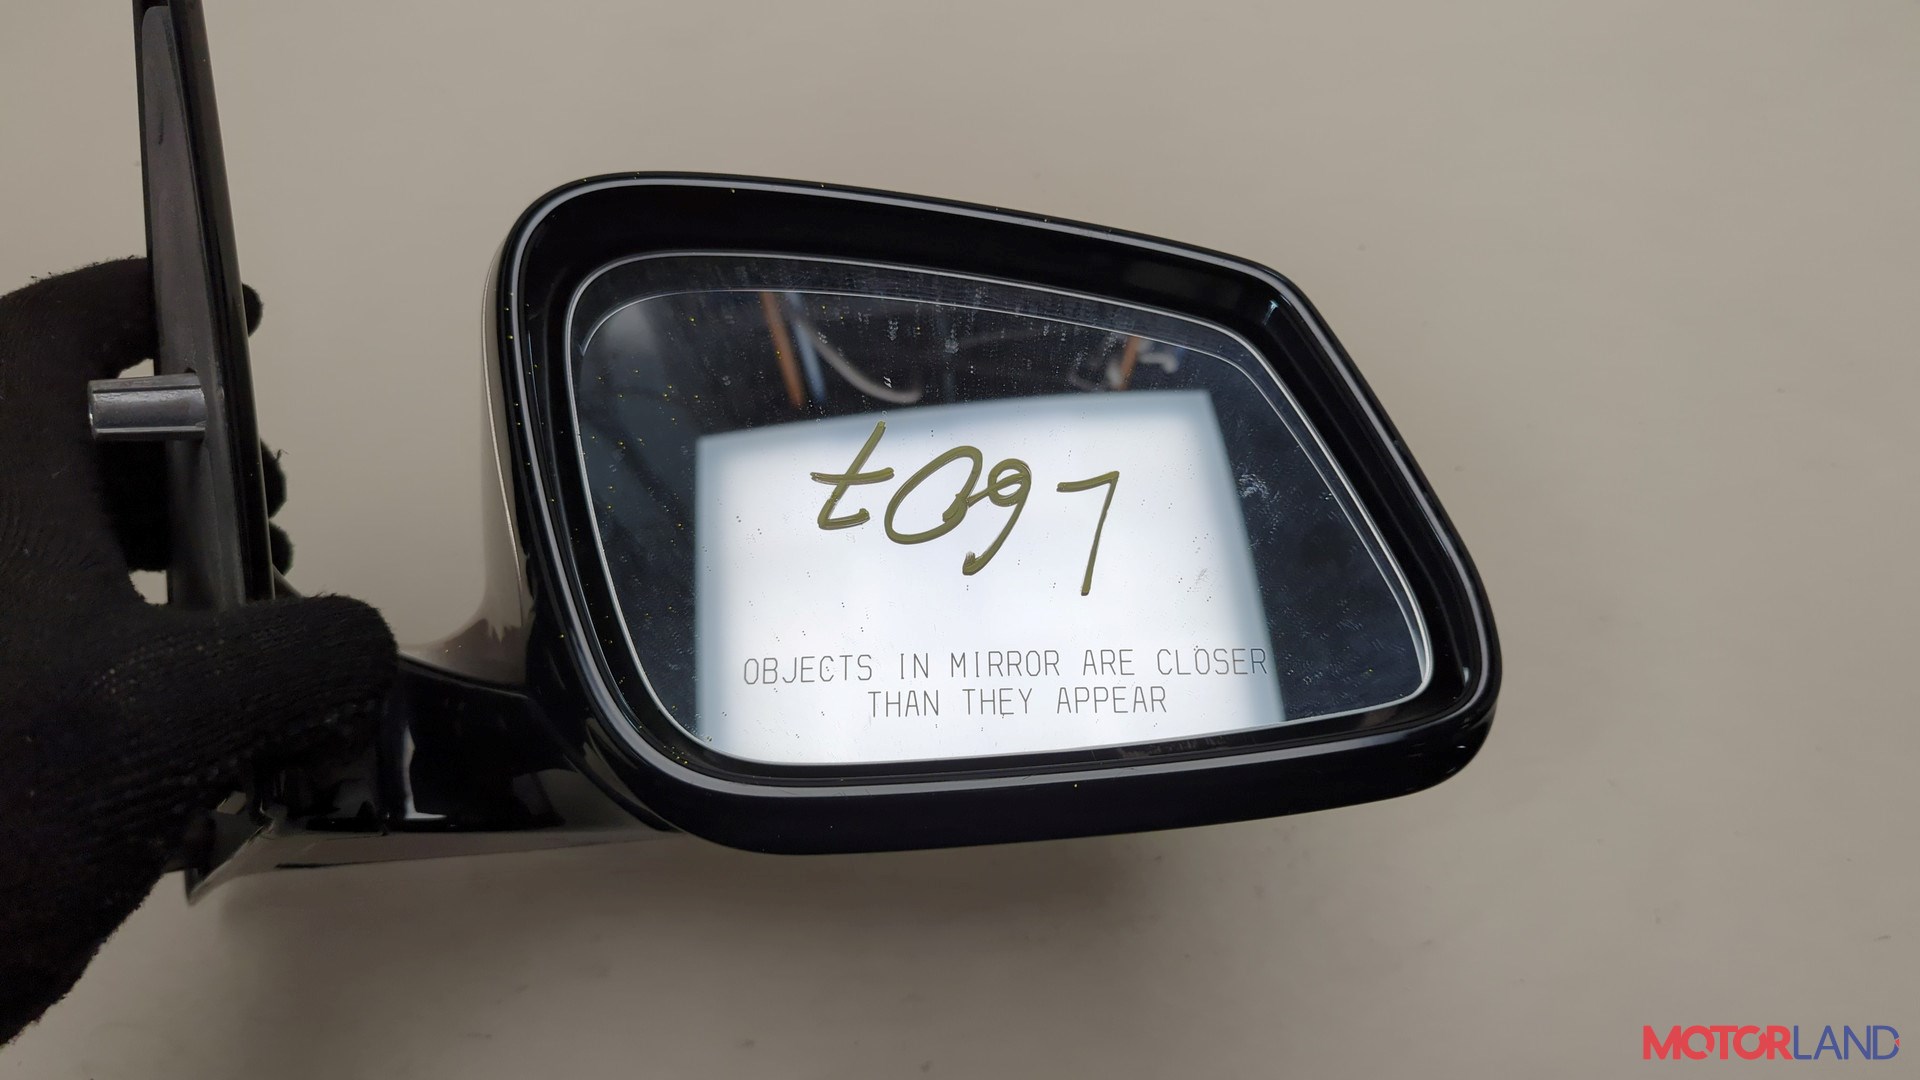 t097
OBJECTS IN MIRROR ARE CLOSER
THAN THEY APPEAR
MOTORLAND